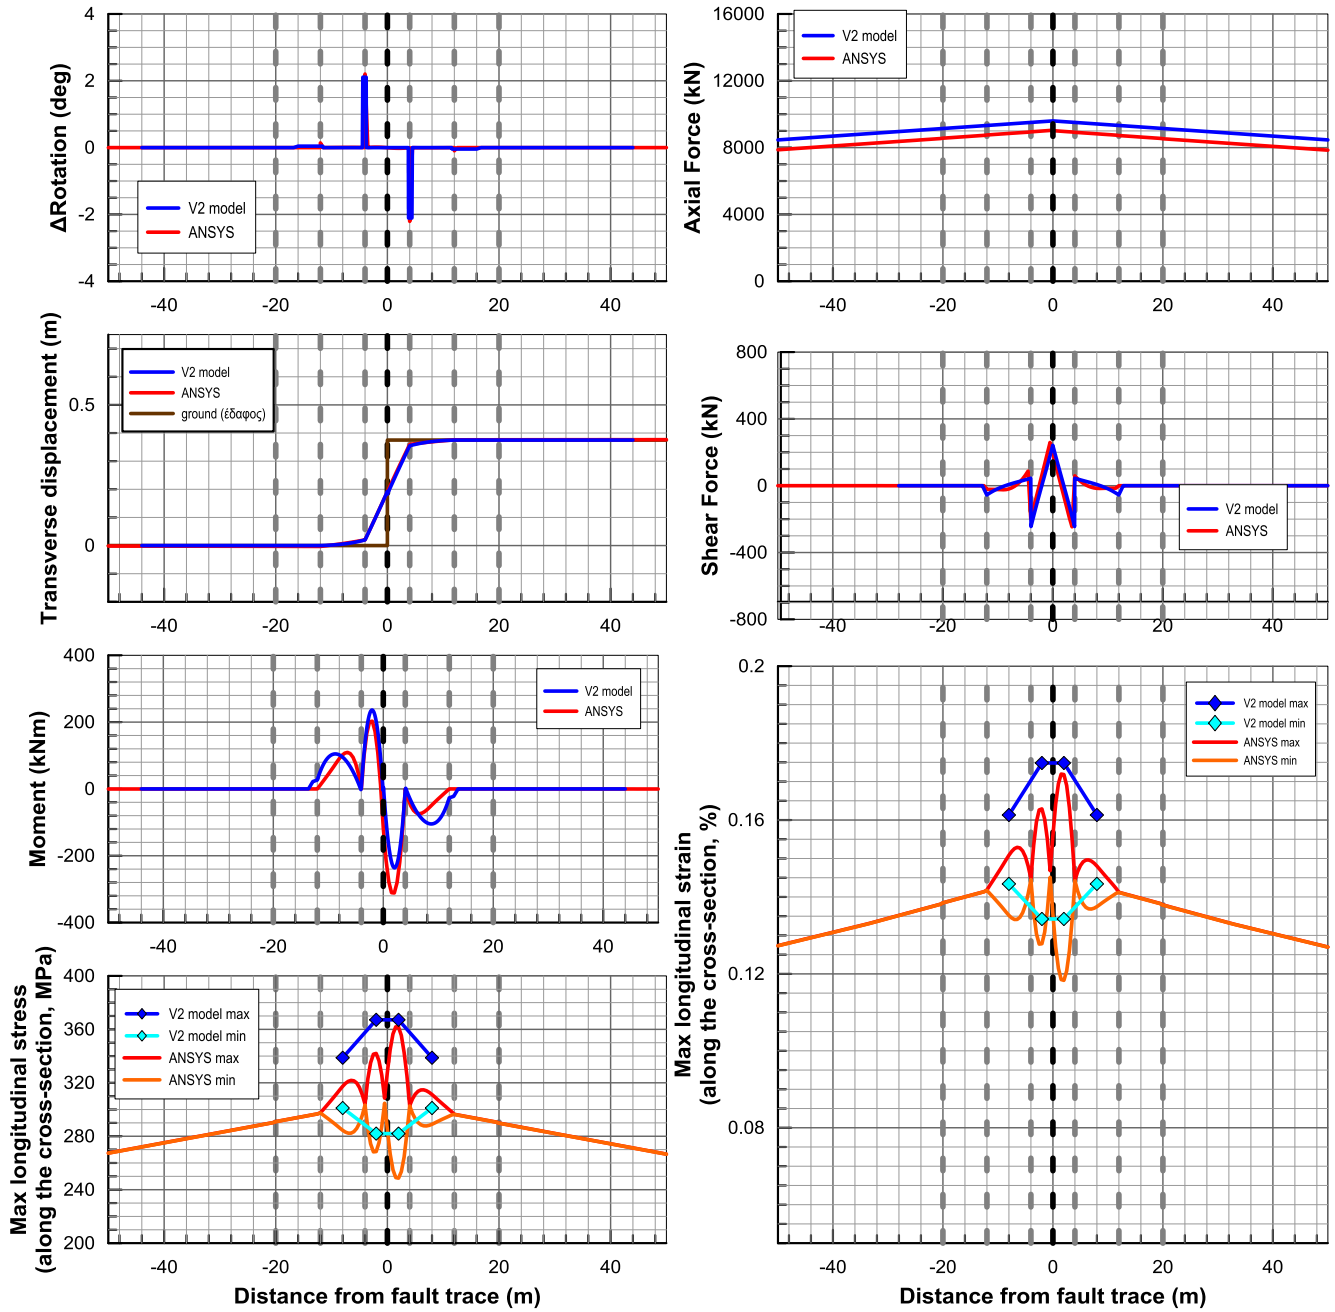 4
2
0
-2
-4
ΔRotation (deg)
V2 model
ANSYS
-40
-20
0
20
40
16000
12000
8000
4000
0
Axial Force (kN)
V2 model
ANSYS
-40
-20
0
20
40
0.5
0
Transverse displacement (m)
V2 model
ANSYS
ground (έδαφος)
-40
-20
0
20
40
800
400
0
-400
-800
Shear Force (kN)
V2 model
ANSYS
-40
-20
0
20
40
400
200
0
-200
-400
Moment (kNm)
V2 model
ANSYS
-40
-20
0
20
40
400
360
320
280
240
200
Max longitudinal stress
(along the cross-section, MPa)
V2 model max
V2 model min
ANSYS max
ANSYS min
-40
-20
0
20
40
Distance from fault trace (m)
0.2
0.16
0.12
0.08
Max longitudinal strain
(along the cross-section, %)
V2 model max
V2 model min
ANSYS max
ANSYS min
-40
-20
0
20
40
Distance from fault trace (m)